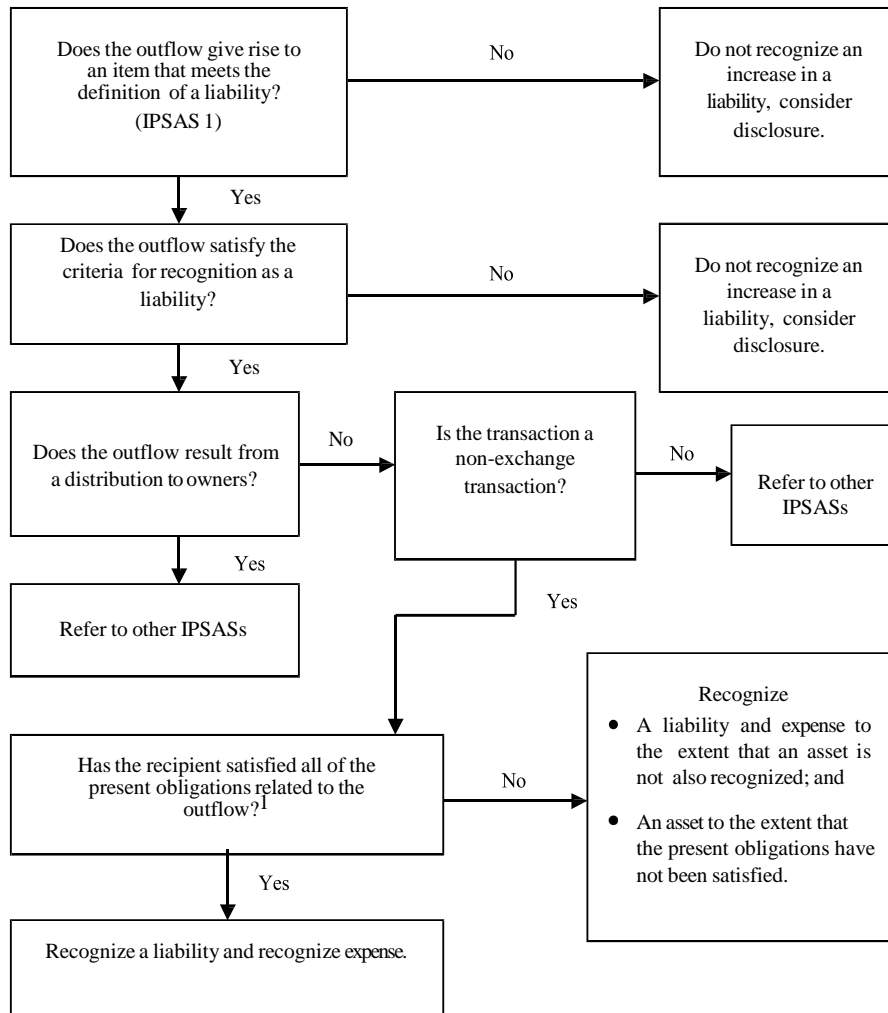 Does the outflow give rise to
an item that meets the
definition of a liability?
(IPSAS 1)
No
Do not recognize an
increase in a
liability, consider
disclosure.
Yes
Does the outflow satisfy the
criteria for recognition as a
liability?
No
Do not recognize an
increase in a
liability, consider
disclosure.
Yes
Does the outflow result from
a distribution to owners?
No
Is the transaction a
non-exchange
transaction?
No
Refer to other
IPSASs
Yes
Refer to other IPSASs
Yes
Has the recipient satisfied all of the
present obligations related to the
outflow?1
No
Recognize
• A liability and expense to
the extent that an asset is
not also recognized; and
• An asset to the extent that
the present obligations have
not been satisfied.
Yes
Recognize a liability and recognize expense.